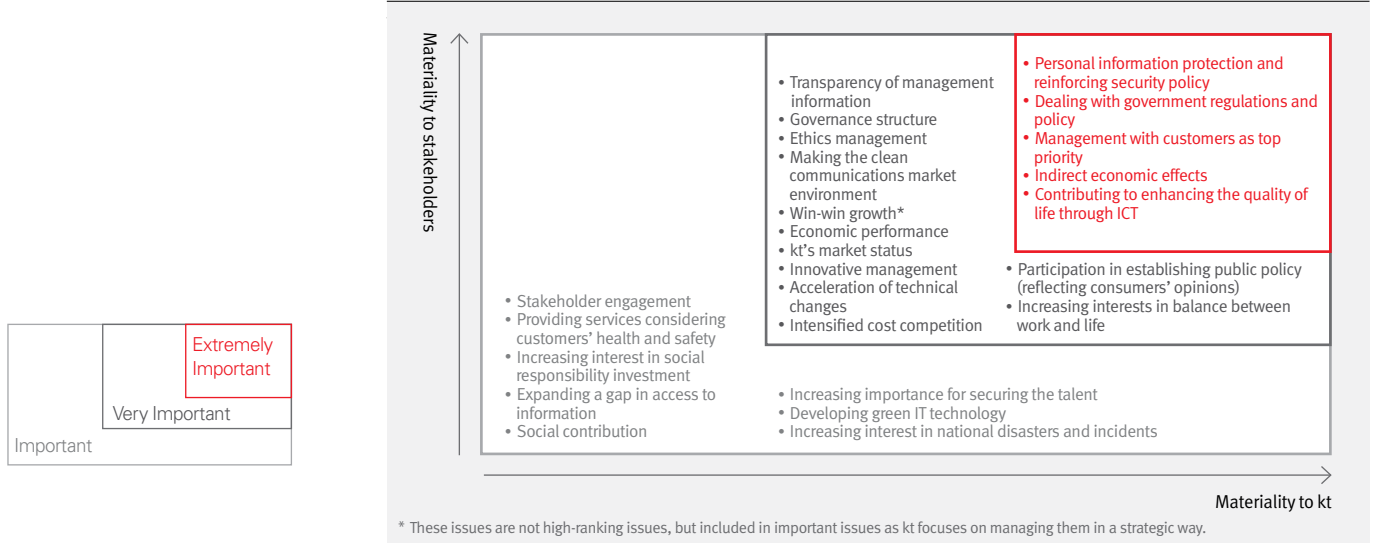 Extremely
Important
Very Important
Important
Materiality to stakeholders
• Transparency of management
information
• Governance structure
• Ethics management
• Making the clean
communications market
environment
• Win-win growth*
• Economic performance
• kt’s market status
• Innovative management
• Acceleration of technical
changes
• Intensified cost competition
• Personal information protection and
reinforcing security policy
• Dealing with government regulations and
policy
• Management with customers as top
priority
• Indirect economic effects
• Contributing to enhancing the quality of
life through ICT
• Participation in establishing public policy
(reflecting consumers’ opinions)
• Increasing interests in balance between
work and life
• Stakeholder engagement
• Providing services considering
customers’ health and safety
• Increasing interest in social
responsibility investment
• Expanding a gap in access to
information
• Social contribution
• Increasing importance for securing the talent
• Developing green IT technology
• Increasing interest in national disasters and incidents
Materiality to kt
* These issues are not high-ranking issues, but included in important issues as kt focuses on managing them in a strategic way.